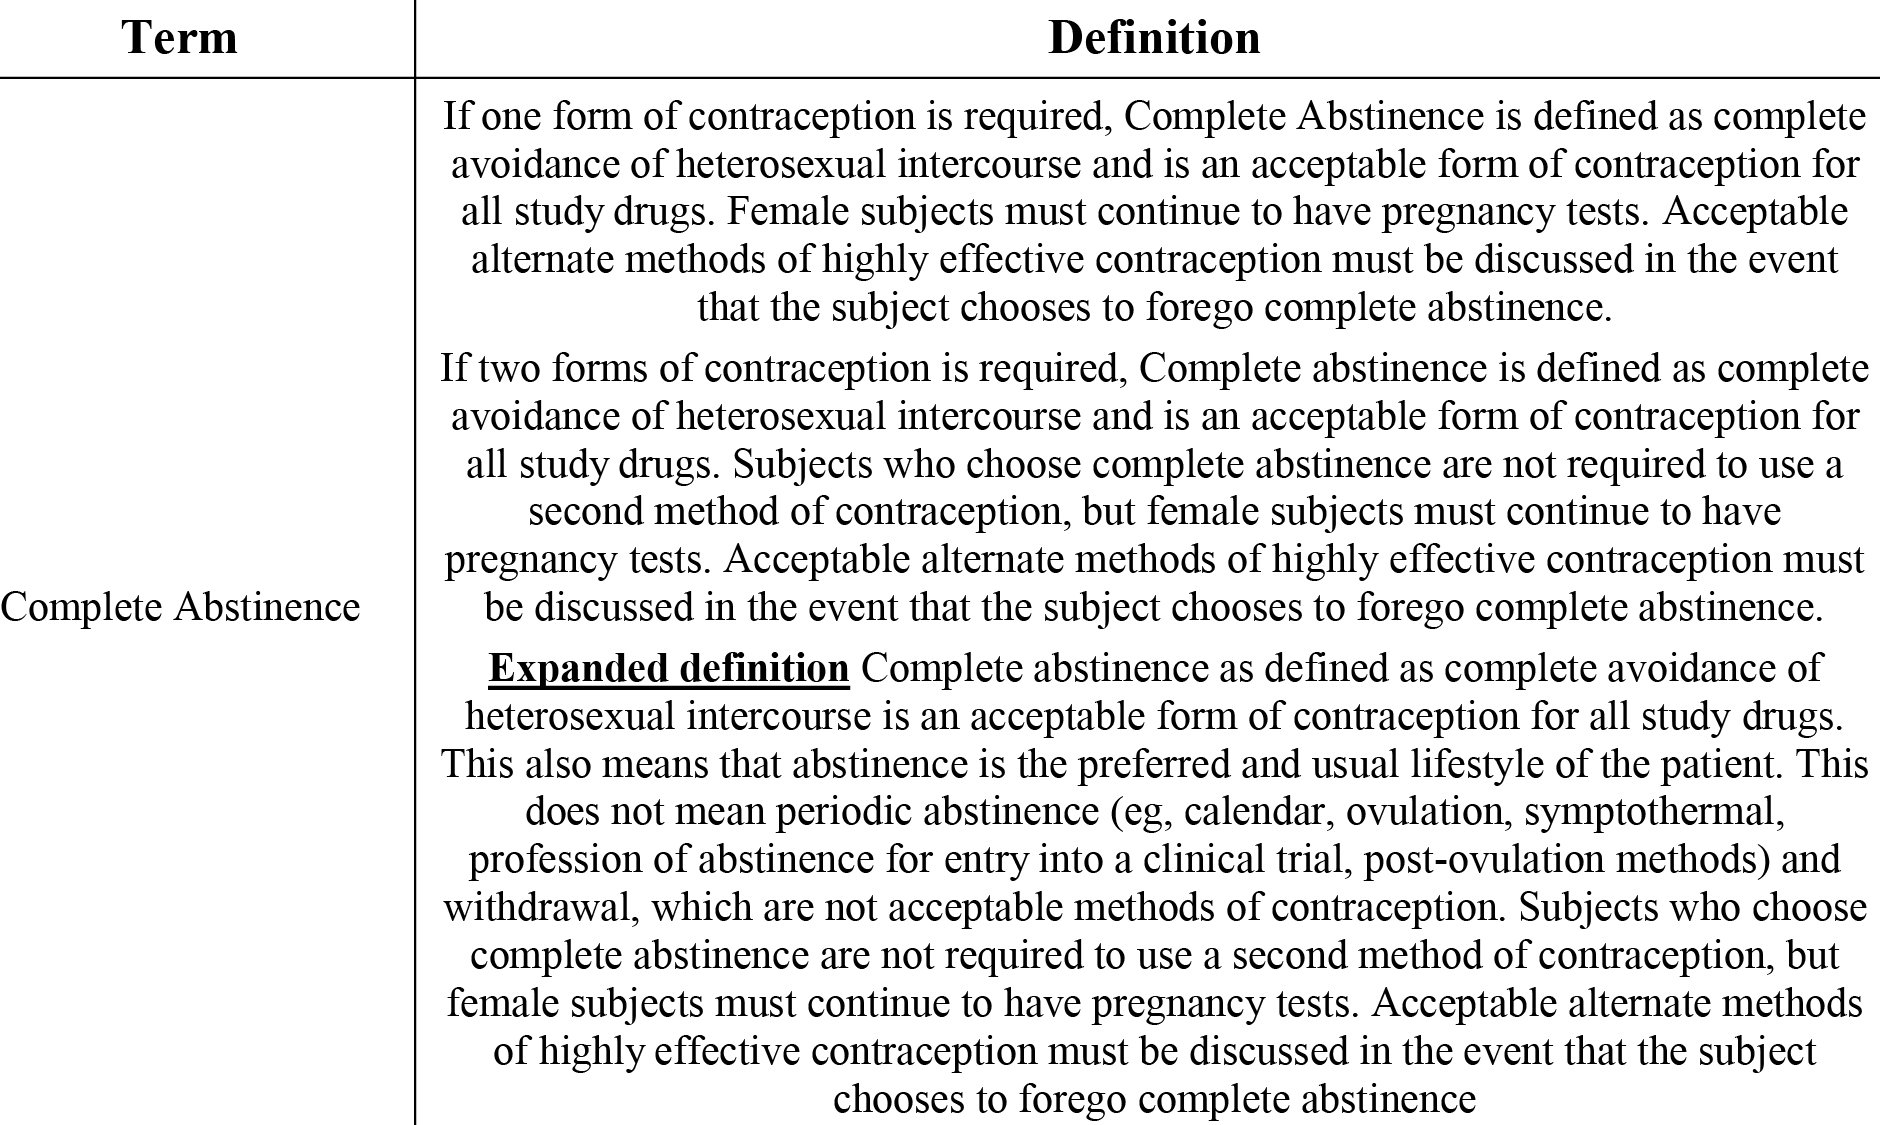 Term
Definition
If one form of contraception is required, Complete Abstinence is defined as complete
avoidance of heterosexual intercourse and is an acceptable form of contraception for
all study drugs. Female subjects must continue to have pregnancy tests. Acceptable
alternate methods of highly effective contraception must be discussed in the event
that the subject chooses to forego complete abstinence.
If two forms of contraception is required, Complete abstinence is defined as complete
avoidance of heterosexual intercourse and is an acceptable form of contraception for
all study drugs. Subjects who choose complete abstinence are not required to use a
second method of contraception, but female subjects must continue to have
pregnancy tests. Acceptable alternate methods of highly effective contraception must
be discussed in the event that the subject chooses to forego complete abstinence.
Complete Abstinence
Expanded definition Complete abstinence as defined as complete avoidance of
heterosexual intercourse is an acceptable form of contraception for all study drugs.
This also means that abstinence is the preferred and usual lifestyle of the patient. This
does not mean periodic abstinence (eg, calendar, ovulation, symptothermal,
profession of abstinence for entry into a clinical trial, post-ovulation methods) and
withdrawal, which are not acceptable methods of contraception. Subjects who choose
complete abstinence are not required to use a second method of contraception, but
female subjects must continue to have pregnancy tests. Acceptable alternate methods
of highly effective contraception must be discussed in the event that the subject
chooses to forego complete abstinence